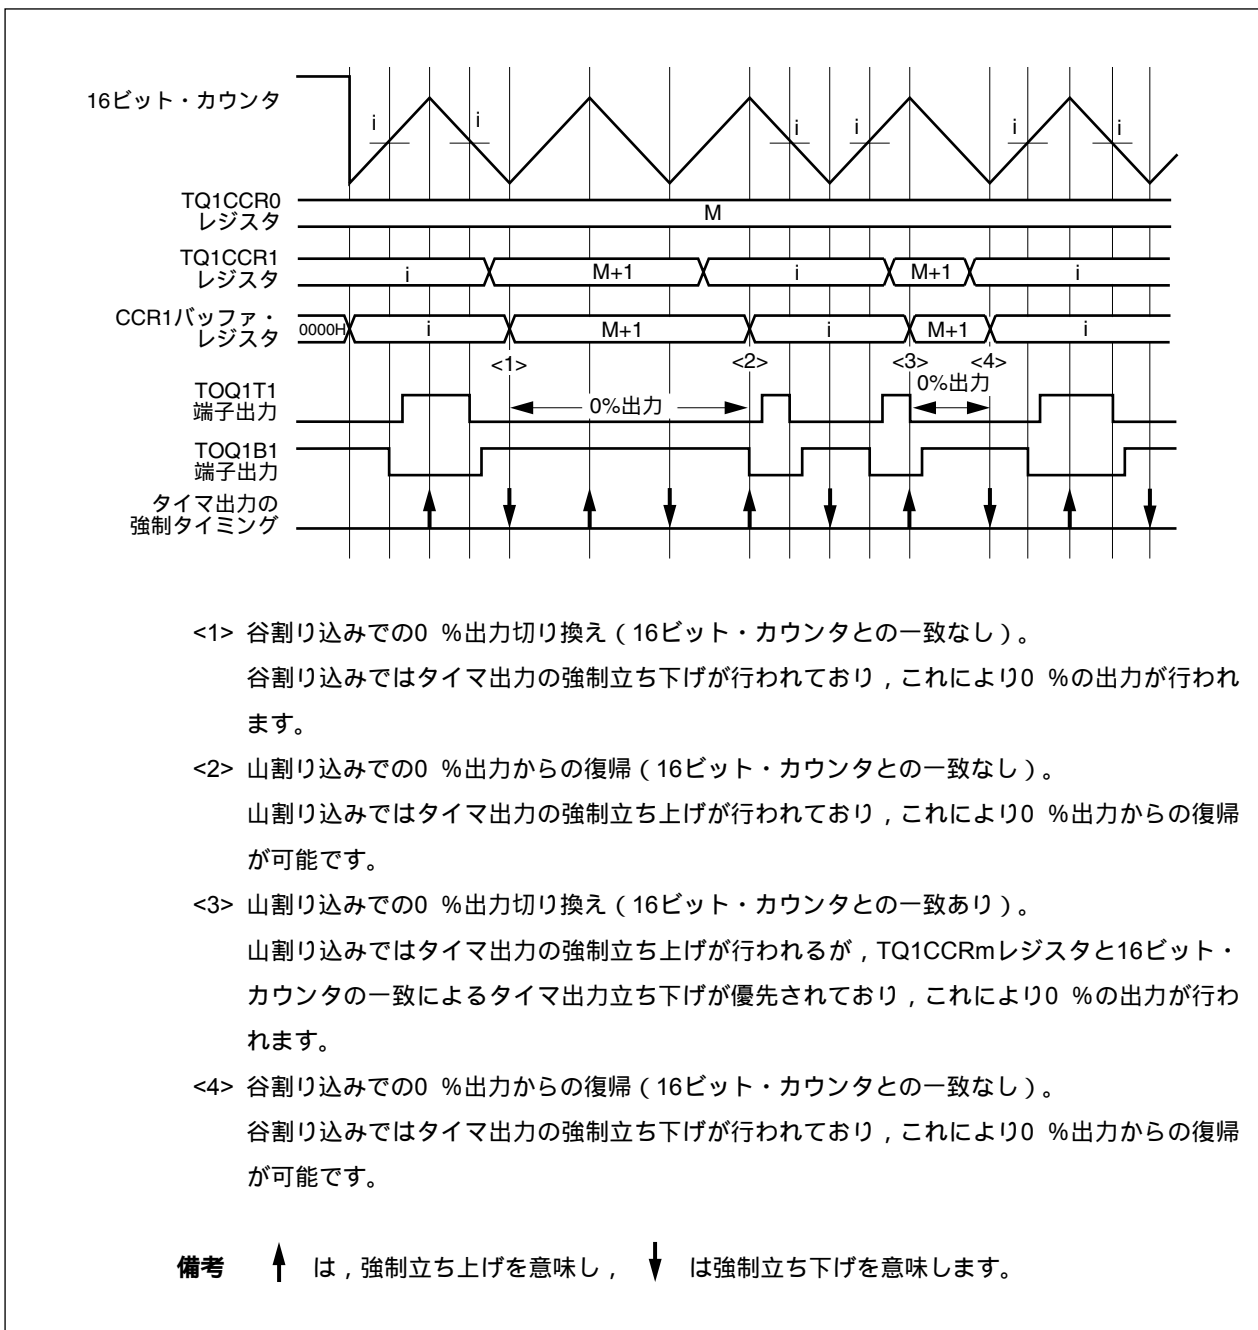 16ビット・カウンタ
i i i i i i
TQ1CCR0
レジスタ
M
TQ1CCR1
レジスタ
i M+1 i M+1 i
CCR1バッファ・
レジスタ
0000H i M+1 i M+1 i
<1> <2> <3> <4>
TOQ1T1
端子出力
0%出力 0%出力
TOQ1B1
端子出力
タイマ出力の
強制タイミング
<1> 谷割り込みでの0 %出力切り換え（16ビット・カウンタとの一致なし）。
谷割り込みではタイマ出力の強制立ち下げが行われており，これにより0 %の出力が行われ
ます。
<2> 山割り込みでの0 %出力からの復帰（16ビット・カウンタとの一致なし）。
山割り込みではタイマ出力の強制立ち上げが行われており，これにより0 %出力からの復帰
が可能です。
<3> 山割り込みでの0 %出力切り換え（16ビット・カウンタとの一致あり）。
山割り込みではタイマ出力の強制立ち上げが行われるが，TQ1CCRmレジスタと16ビット・
カウンタの一致によるタイマ出力立ち下げが優先されており，これにより0 %の出力が行わ
れます。
<4> 谷割り込みでの0 %出力からの復帰（16ビット・カウンタとの一致なし）。
谷割り込みではタイマ出力の強制立ち下げが行われており，これにより0 %出力からの復帰
が可能です。
備考 は，強制立ち上げを意味し， は強制立ち下げを意味します。